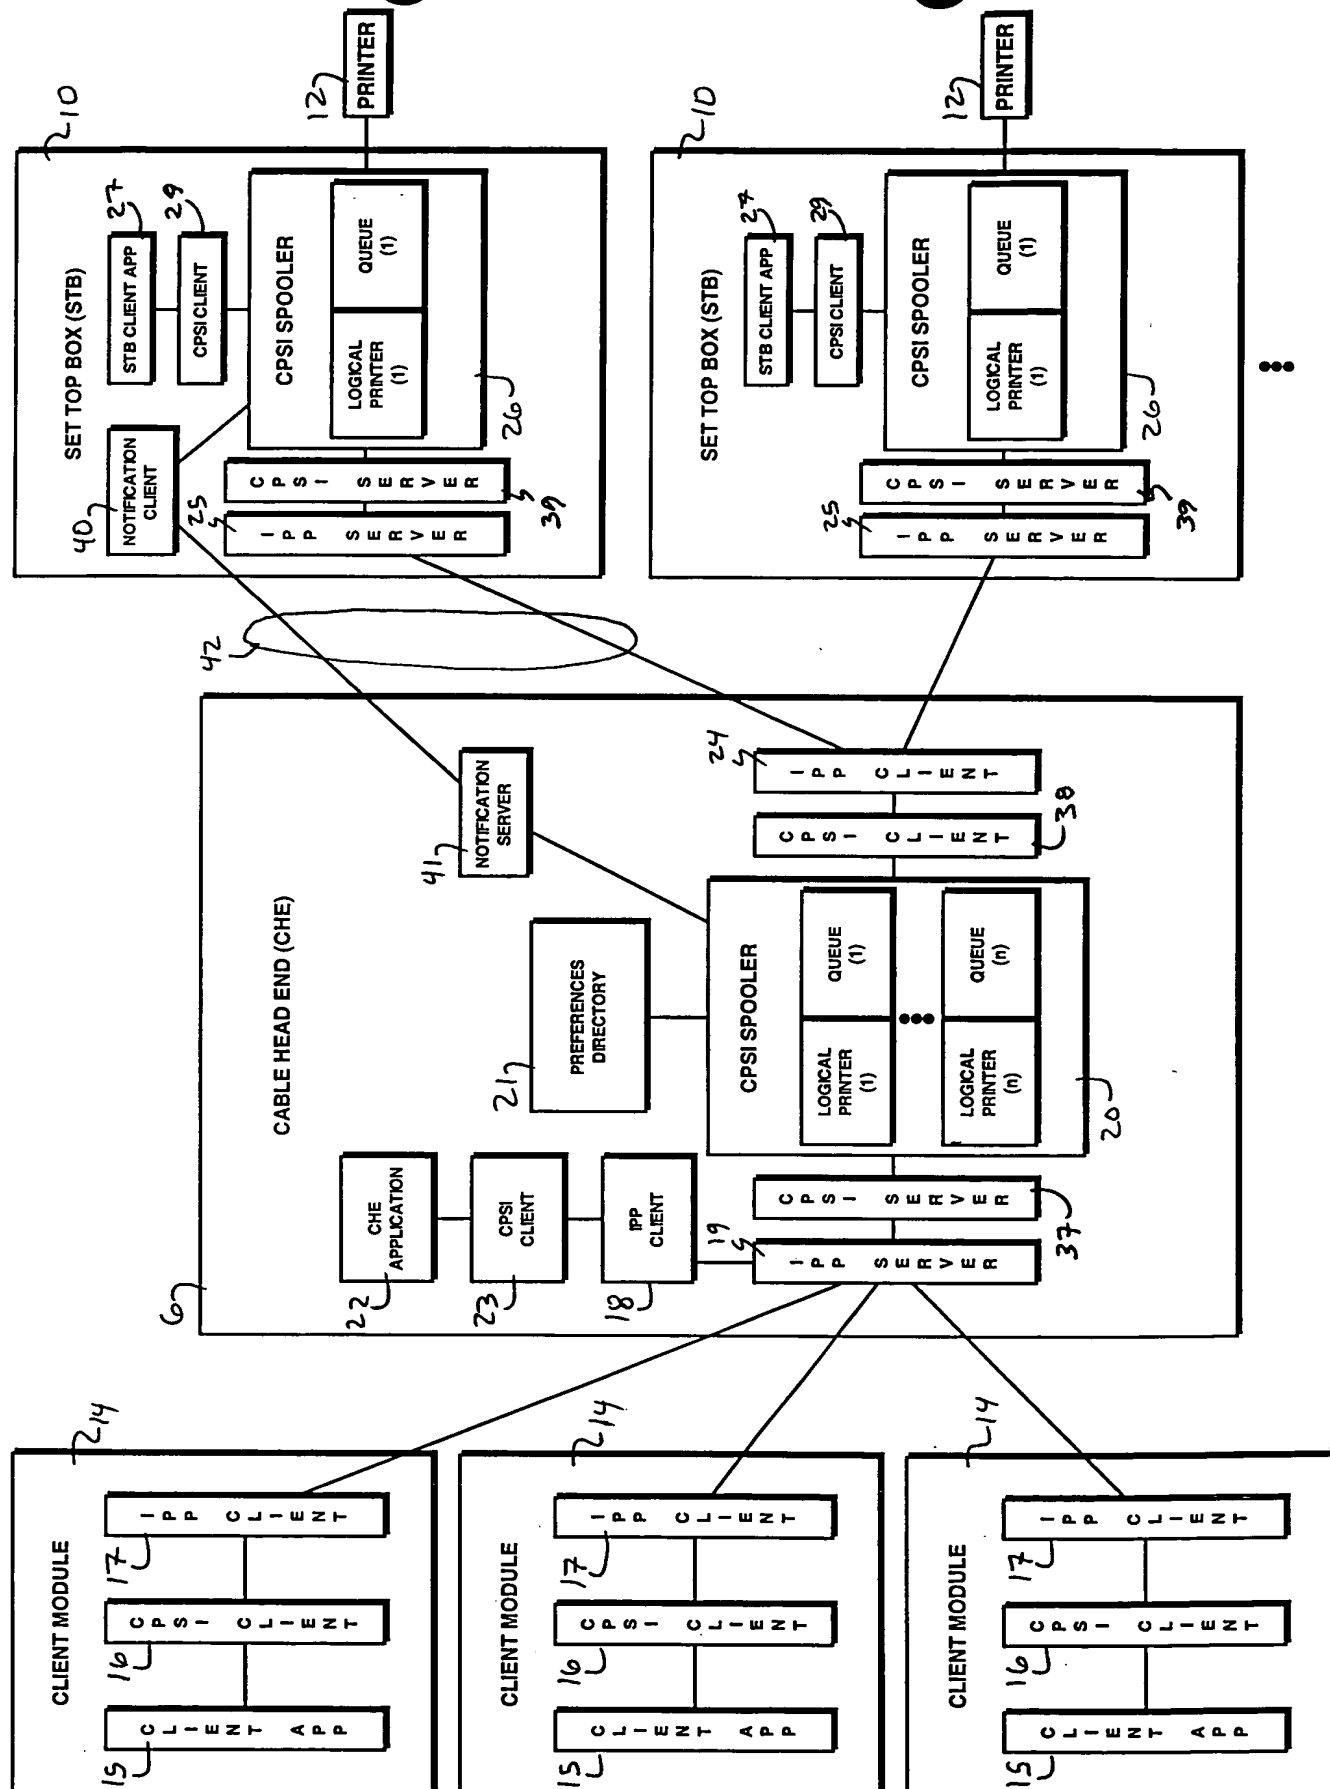 CLIENT MODULE
214
15
CLIENT APP
16
CPSI CLIENT
17
IPP CLIENT
CLIENT MODULE
214
15
CLIENT APP
16
CPSI CLIENT
17
IPP CLIENT
CLIENT MODULE
214
15
CLIENT APP
16
CPSI CLIENT
17
IPP CLIENT
6
CABLE HEAD END (CHE)
22
CHE
APPLICATION
23
CPSI
CLIENT
18
IPP
CLIENT
19
IPP SERVER
37
CPSI SERVER
21
PREFERENCES
DIRECTORY
CPSI SPOOLER
LOGICAL
PRINTER
(1)
QUEUE
(1)
LOGICAL
PRINTER
(n)
QUEUE
(n)
20
41
NOTIFICATION
SERVER
CPSI CLIENT
38
24
IPP CLIENT
42
SET TOP BOX (STB)
210
40
NOTIFICATION
CLIENT
STB CLIENT APP
27
CPSI CLIENT
29
25
IPP SERVER
CPSI SERVER
39
CPSI SPOOLER
LOGICAL
PRINTER
(1)
QUEUE
(1)
26
12
PRINTER
SET TOP BOX (STB)
210
STB CLIENT APP
27
CPSI CLIENT
29
25
IPP SERVER
CPSI SERVER
39
CPSI SPOOLER
LOGICAL
PRINTER
(1)
QUEUE
(1)
26
12
PRINTER